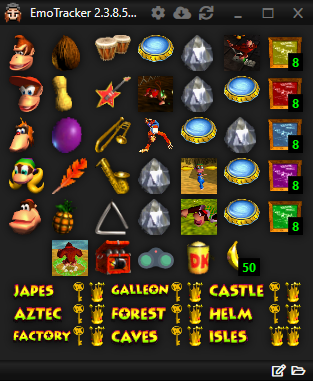 EmoTracker 2.3.8.5...
8
8
8
8
8
DK 50
JAPES GALLEON CASTLE
AZTEC FOREST HELM
FACTORY CAVES ISLES